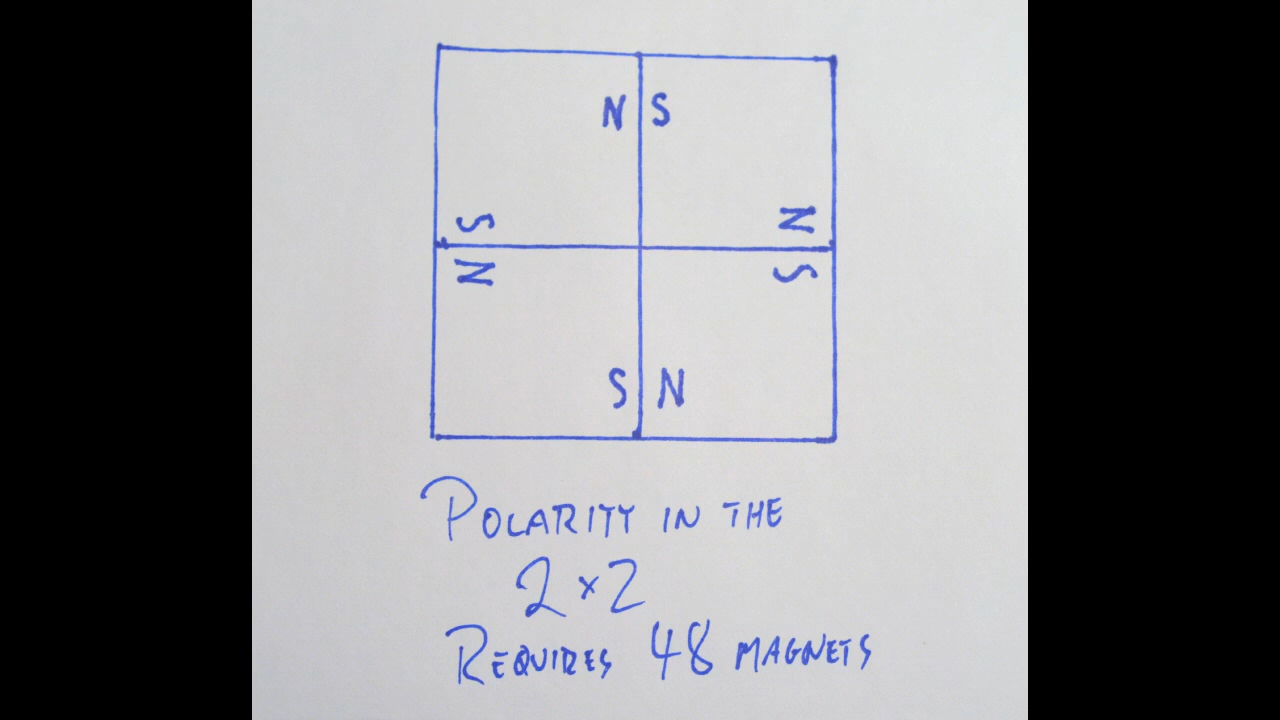 N S
S N
N S
S N
POLARITY IN THE
2 x 2
REQUIRES 48 MAGNETS